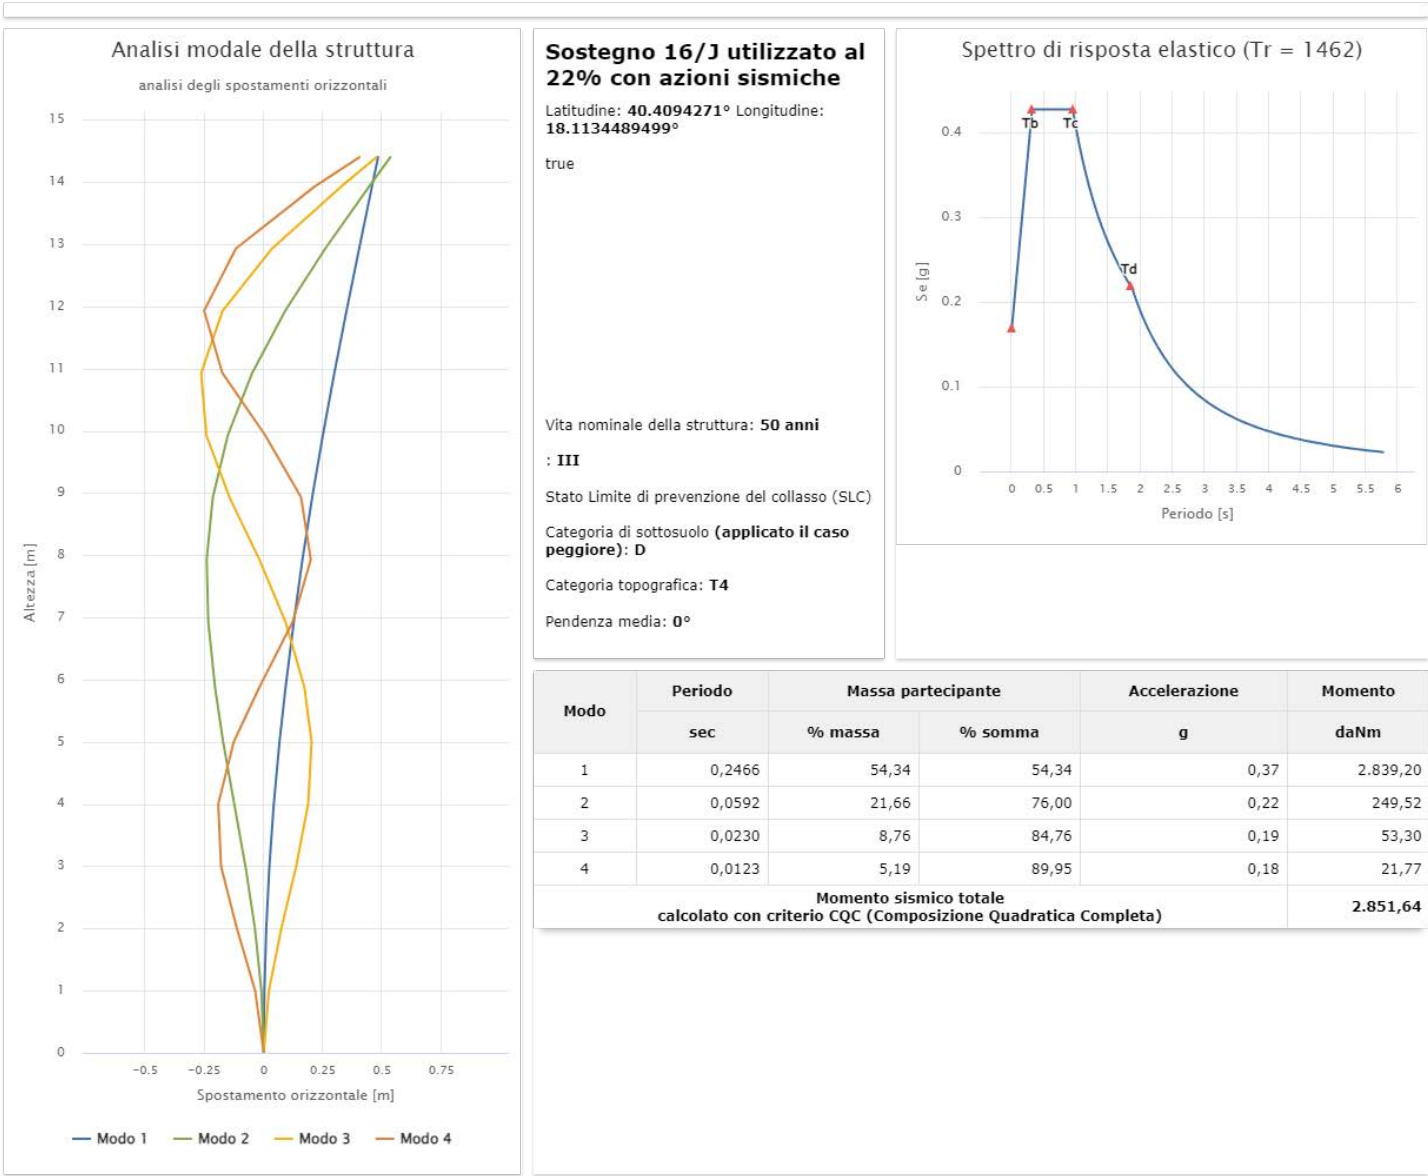 Analisi modale della struttura
analisi degli spostamenti orizzontali
15
14
13
12
11
10
9
8
7
6
5
4
3
2
1
0
Altezza [m]
−0.5 −0.25 0 0.25 0.5 0.75
Spostamento orizzontale [m]
Modo 1 Modo 2 Modo 3 Modo 4
Sostegno 16/J utilizzato al
22% con azioni sismiche
Latitudine: 40.4094271° Longitudine:
18.1134489499°
true
Vita nominale della struttura: 50 anni
: III
Stato Limite di prevenzione del collasso (SLC)
Categoria di sottosuolo (applicato il caso
peggiore): D
Categoria topografica: T4
Pendenza media: 0°
Spettro di risposta elastico (Tr = 1462)
0.4
0.3
0.2
0.1
0
Se [g]
Tb Tc
Td
0 0.5 1 1.5 2 2.5 3 3.5 4 4.5 5 5.5 6
Periodo [s]
Modo Periodo Massa partecipante Accelerazione Momento
sec % massa % somma g daNm
1 0,2466 54,34 54,34 0,37 2.839,20
2 0,0592 21,66 76,00 0,22 249,52
3 0,0230 8,76 84,76 0,19 53,30
4 0,0123 5,19 89,95 0,18 21,77
Momento sismico totale
calcolato con criterio CQC (Composizione Quadratica Completa) 2.851,64